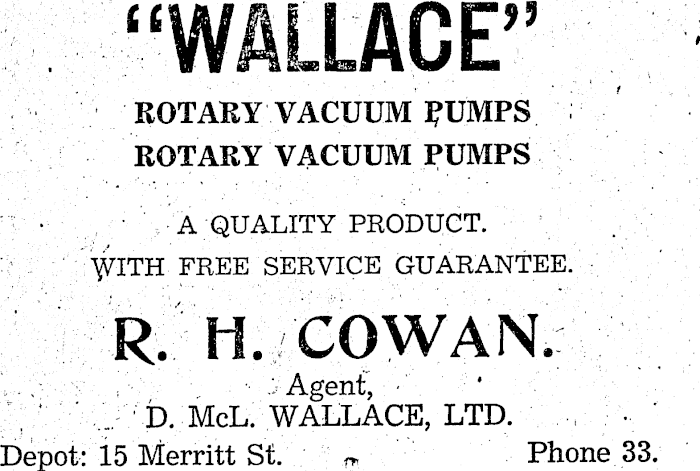 “WALLACE”
ROTARY VACUUM PUMPS
ROTARY VACUUM PUMPS
A QUALITY PRODUCT.
WITH FREE SERVICE GUARANTEE.
R. H. COWAN.
Agent,
D. McL. WALLACE, LTD.
Depot: 15 Merritt St. Phone 33.